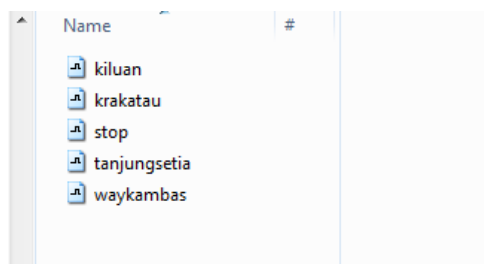 Name #
kiluan
krakatau
stop
tanjungsetia
waykambas